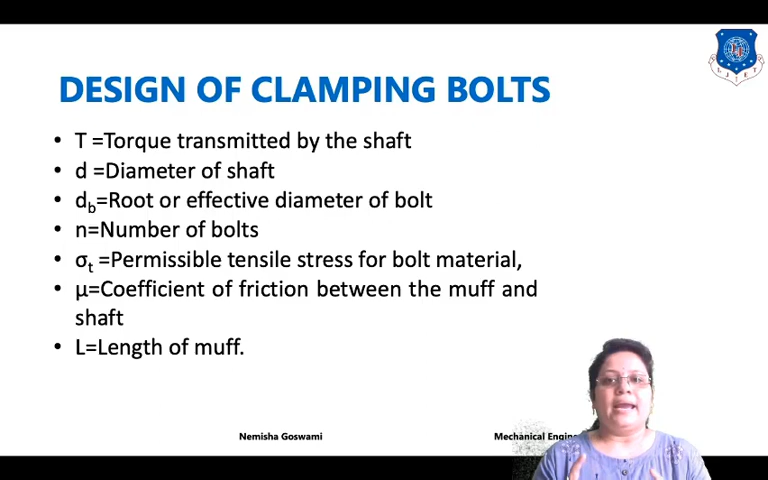 DESIGN OF CLAMPING BOLTS
• T =Torque transmitted by the shaft
• d =Diameter of shaft
• db=Root or effective diameter of bolt
• n=Number of bolts
• σt =Permissible tensile stress for bolt material,
• μ=Coefficient of friction between the muff and
shaft
• L=Length of muff.
Nemisha Goswami
Mechanical